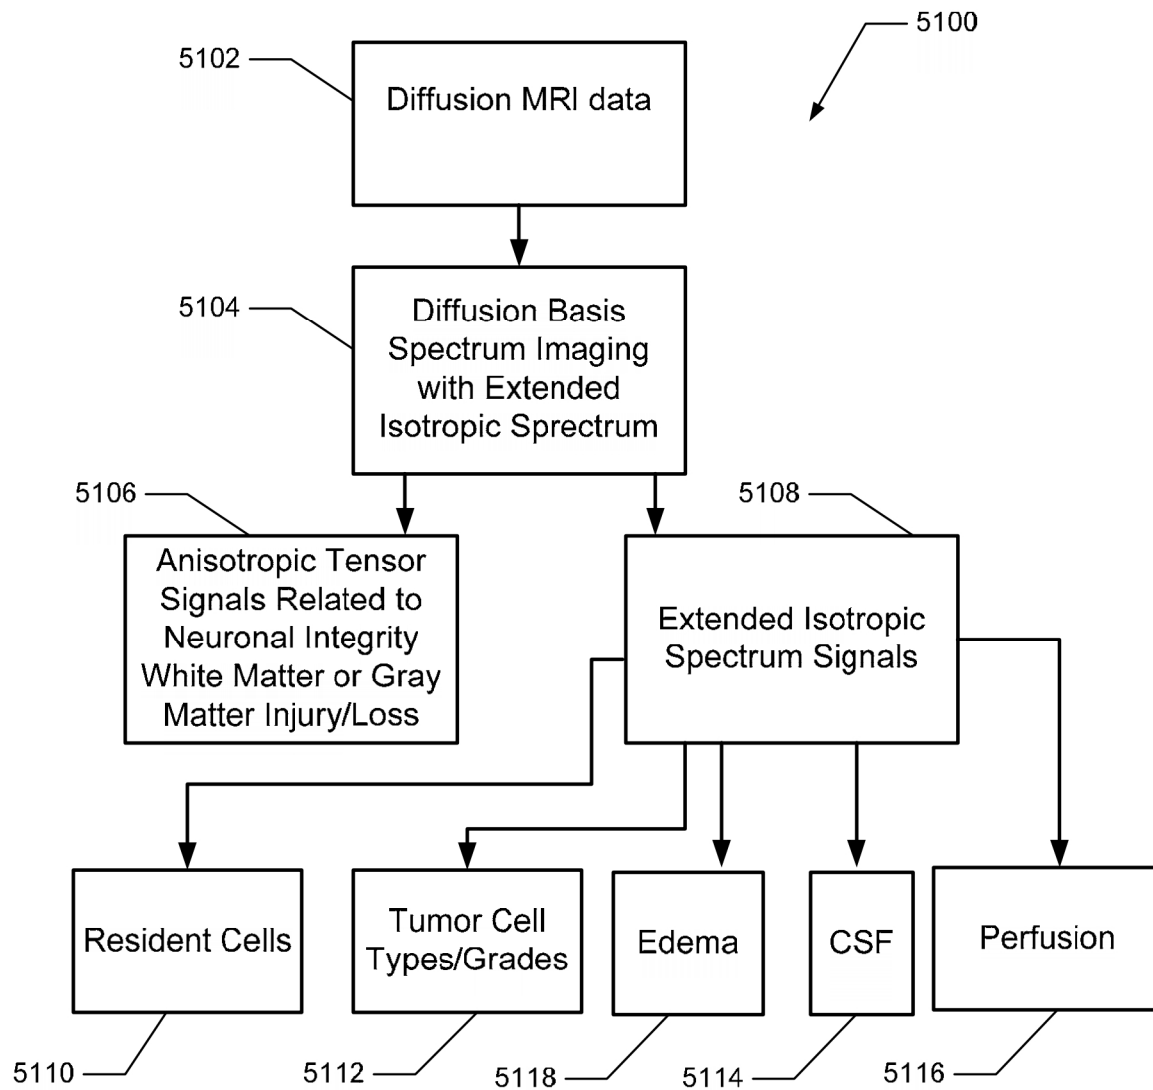 5100
5102
Diffusion MRI data
5104
Diffusion Basis
Spectrum Imaging
with Extended
Isotropic Sprectrum
5106
5108
Anisotropic Tensor
Signals Related to
Neuronal Integrity
White Matter or Gray
Matter Injury/Loss
Extended Isotropic
Spectrum Signals
Resident Cells
Tumor Cell
Types/Grades
Edema
CSF
Perfusion
5110
5112
5118
5114
5116